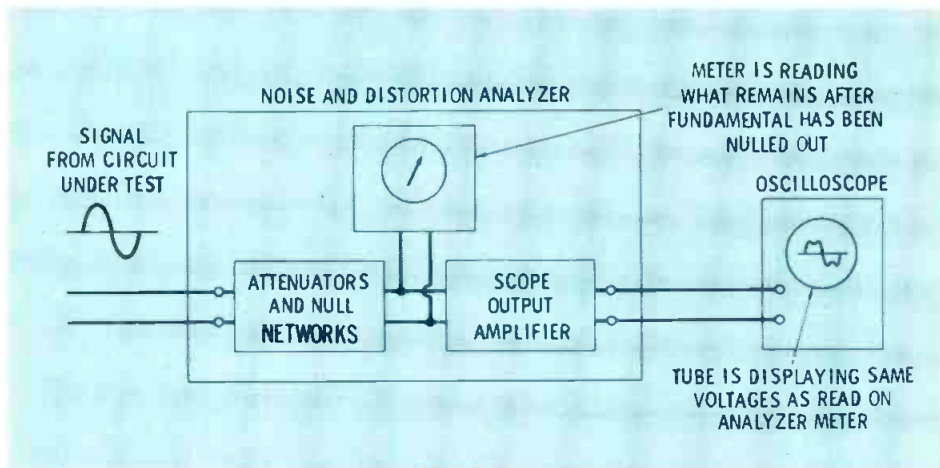 NOISE AND DISTORTION ANALYZER
METER IS READING
WHAT REMAINS AFTER
FUNDAMENTAL HAS BEEN
NULLED OUT
SIGNAL
FROM CIRCUIT
UNDER TEST
OSCILLOSCOPE
ATTENUATORS
AND NULL
NETWORKS
SCOPE
OUTPUT
AMPLIFIER
TUBE IS DISPLAYING SAME
VOLTAGES AS READ ON
ANALYZER METER